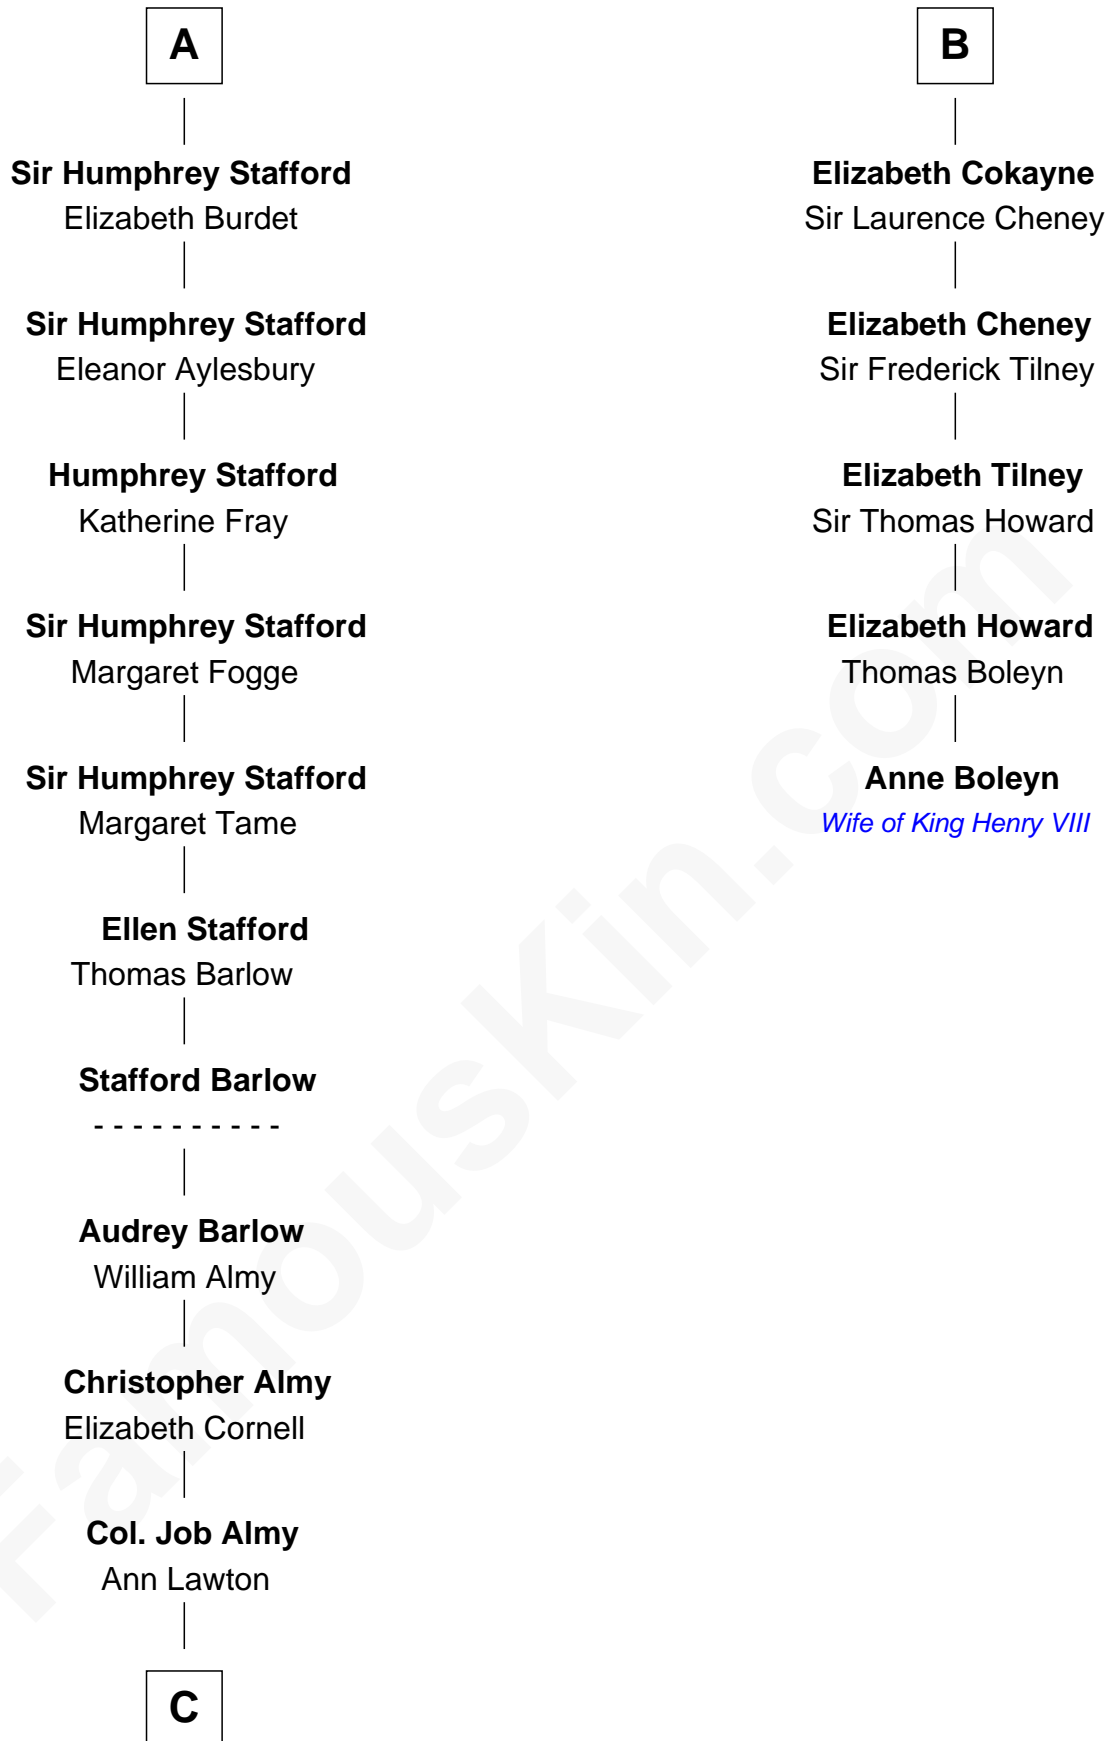 A
Sir Humphrey Stafford
Elizabeth Burdet
Sir Humphrey Stafford
Eleanor Aylesbury
Humphrey Stafford
Katherine Fray
Sir Humphrey Stafford
Margaret Fogge
Sir Humphrey Stafford
Margaret Tame
Ellen Stafford
Thomas Barlow
Stafford Barlow
- - - - - - - - - -
Audrey Barlow
William Almy
Christopher Almy
Elizabeth Cornell
Col. Job Almy
Ann Lawton
C
B
Elizabeth Cokayne
Sir Laurence Cheney
Elizabeth Cheney
Sir Frederick Tilney
Elizabeth Tilney
Sir Thomas Howard
Elizabeth Howard
Thomas Boleyn
Anne Boleyn
Wife of King Henry VIII
FamousKin.com